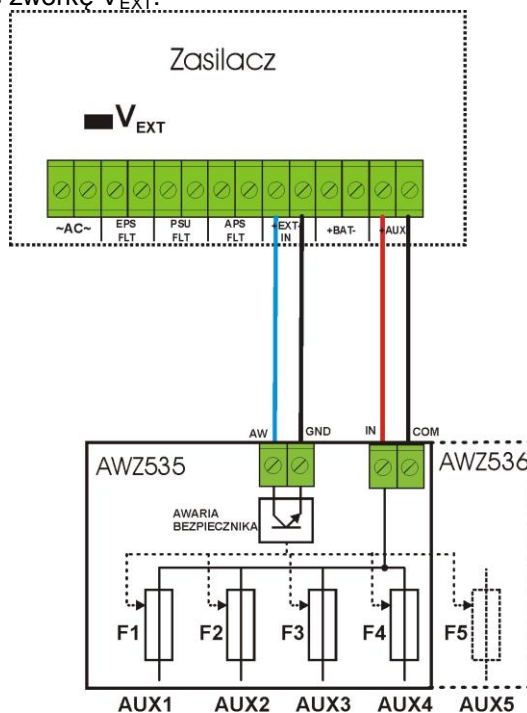 zworkę VEXT.
Zasilacz
VEXT
~AC~ EPS FLT PSU FLT APS FLT +EXT- IN +BAT- +AUX
AW GND IN COM
AWZ535 AWZ536
AWARIA
BEZPIECZNIKA
F1 F2 F3 F4 F5
AUX1 AUX2 AUX3 AUX4 AUX5